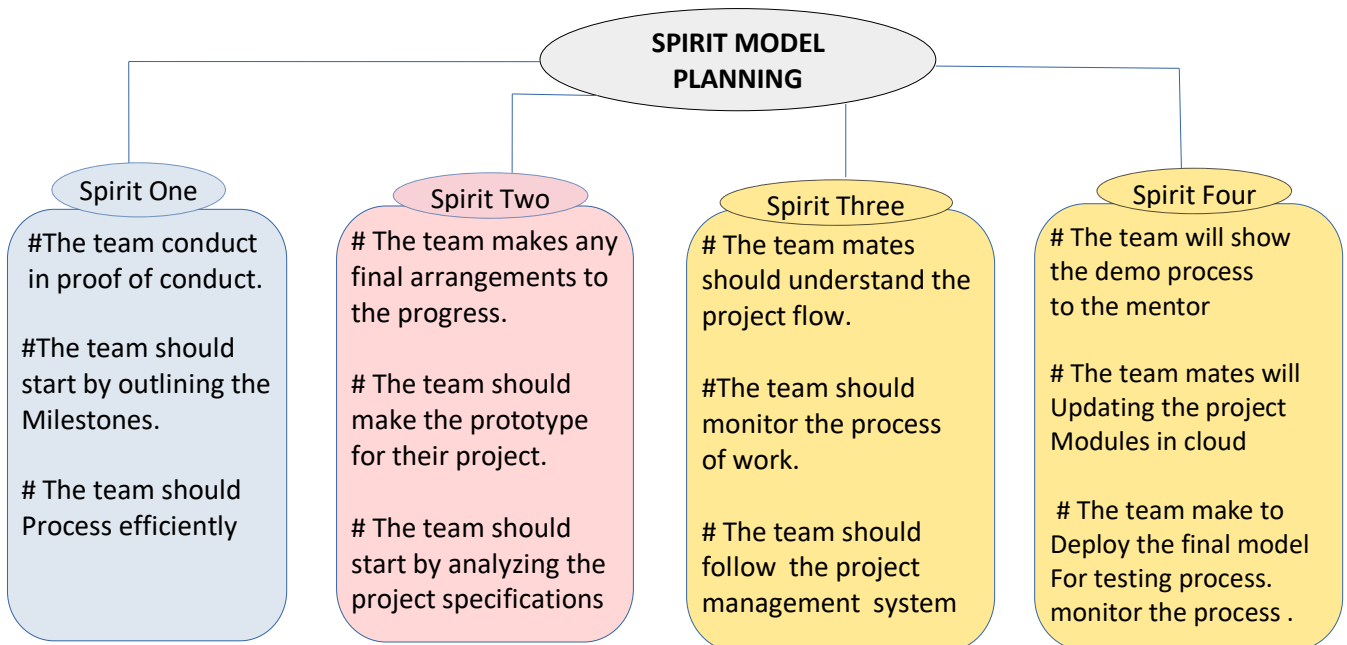 SPIRIT MODEL
PLANNING
Spirit One
#The team conduct
in proof of conduct.
#The team should
start by outlining the
Milestones.
# The team should
Process efficiently
Spirit Two
# The team makes any
final arrangements to
the progress.
# The team should
make the prototype
for their project.
# The team should
start by analyzing the
project specifications
Spirit Three
# The team mates
should understand the
project flow.
#The team should
monitor the process
of work.
# The team should
follow the project
management system
Spirit Four
# The team will show
the demo process
to the mentor
# The team mates will
Updating the project
Modules in cloud
# The team make to
Deploy the final model
For testing process.
monitor the process .